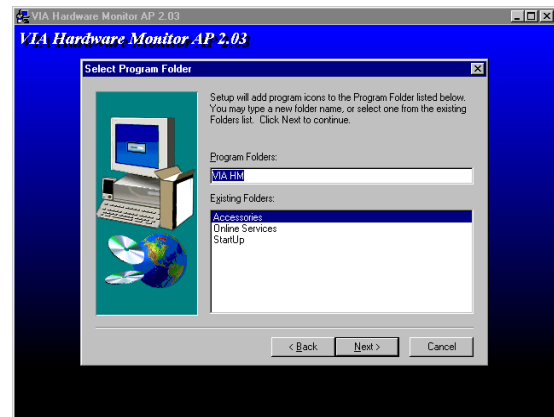 VIA Hardware Monitor AP 2.03
VIA Hardware Monitor AP 2.03
Select Program Folder
Setup will add program icons to the Program Folder listed below.
You may type a new folder name, or select one from the existing
Folders list. Click Next to continue.
Program Folders:
VIA HM
Existing Folders:
Accessories
Online Services
StartUp
< Back
Next >
Cancel